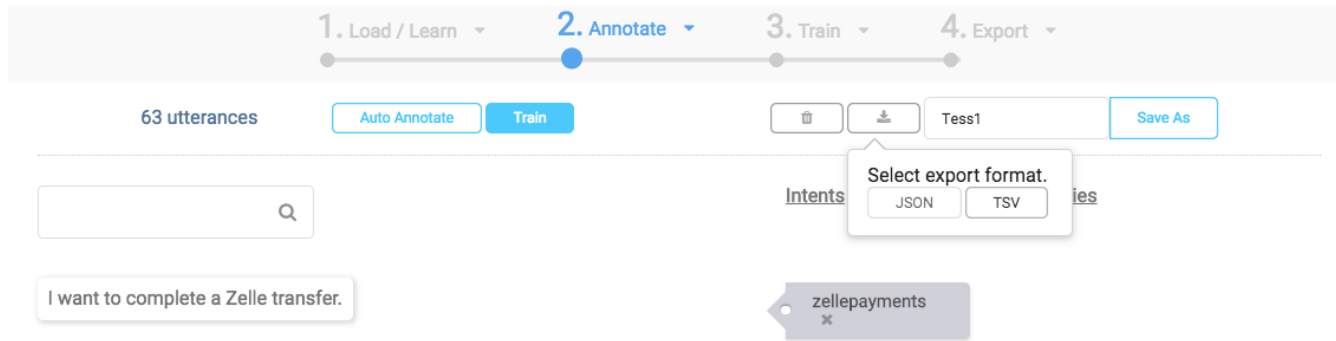 1. Load / Learn
2. Annotate
3. Train
4. Export
63 utterances
Auto Annotate
Train
Tess1
Save As
Select export format.
JSON
TSV
Intents
ies
I want to complete a Zelle transfer.
zellepayments